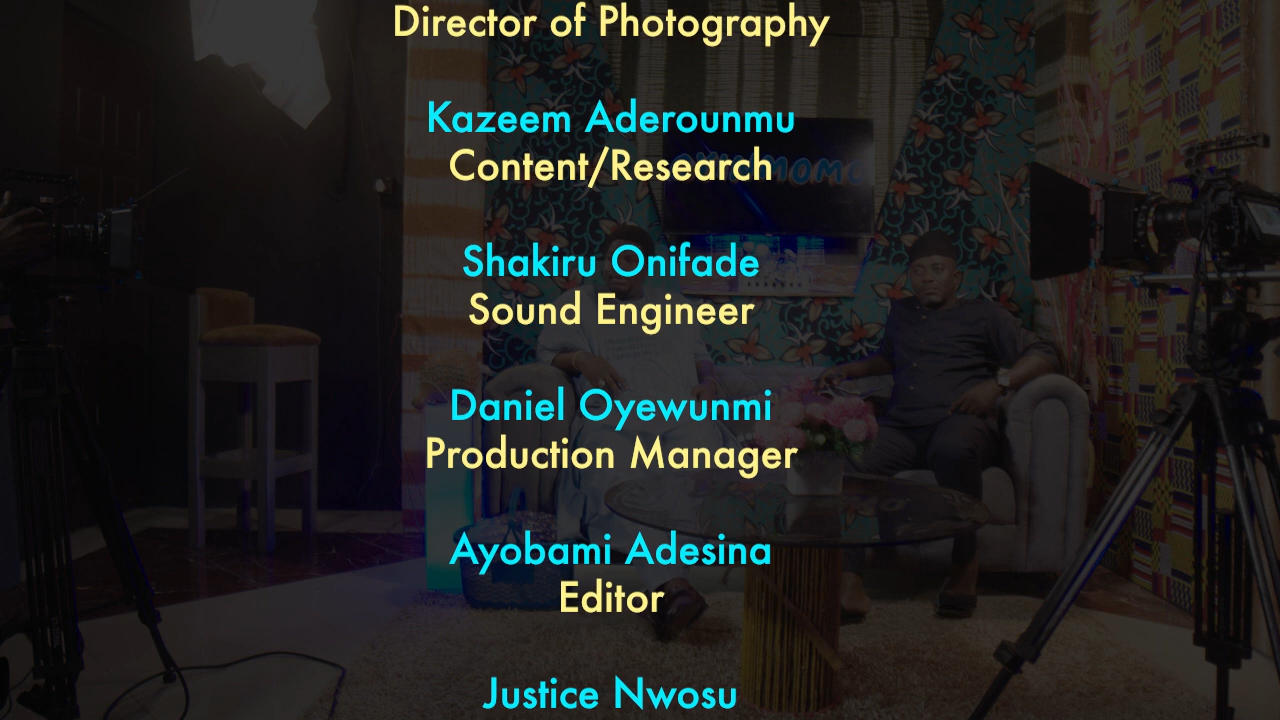 Director of Photography
Kazeem Aderounmu
Content/Research
Shakiru Onifade
Sound Engineer
Daniel Oyewunmi
Production Manager
Ayobami Adesina
Editor
Justice Nwosu